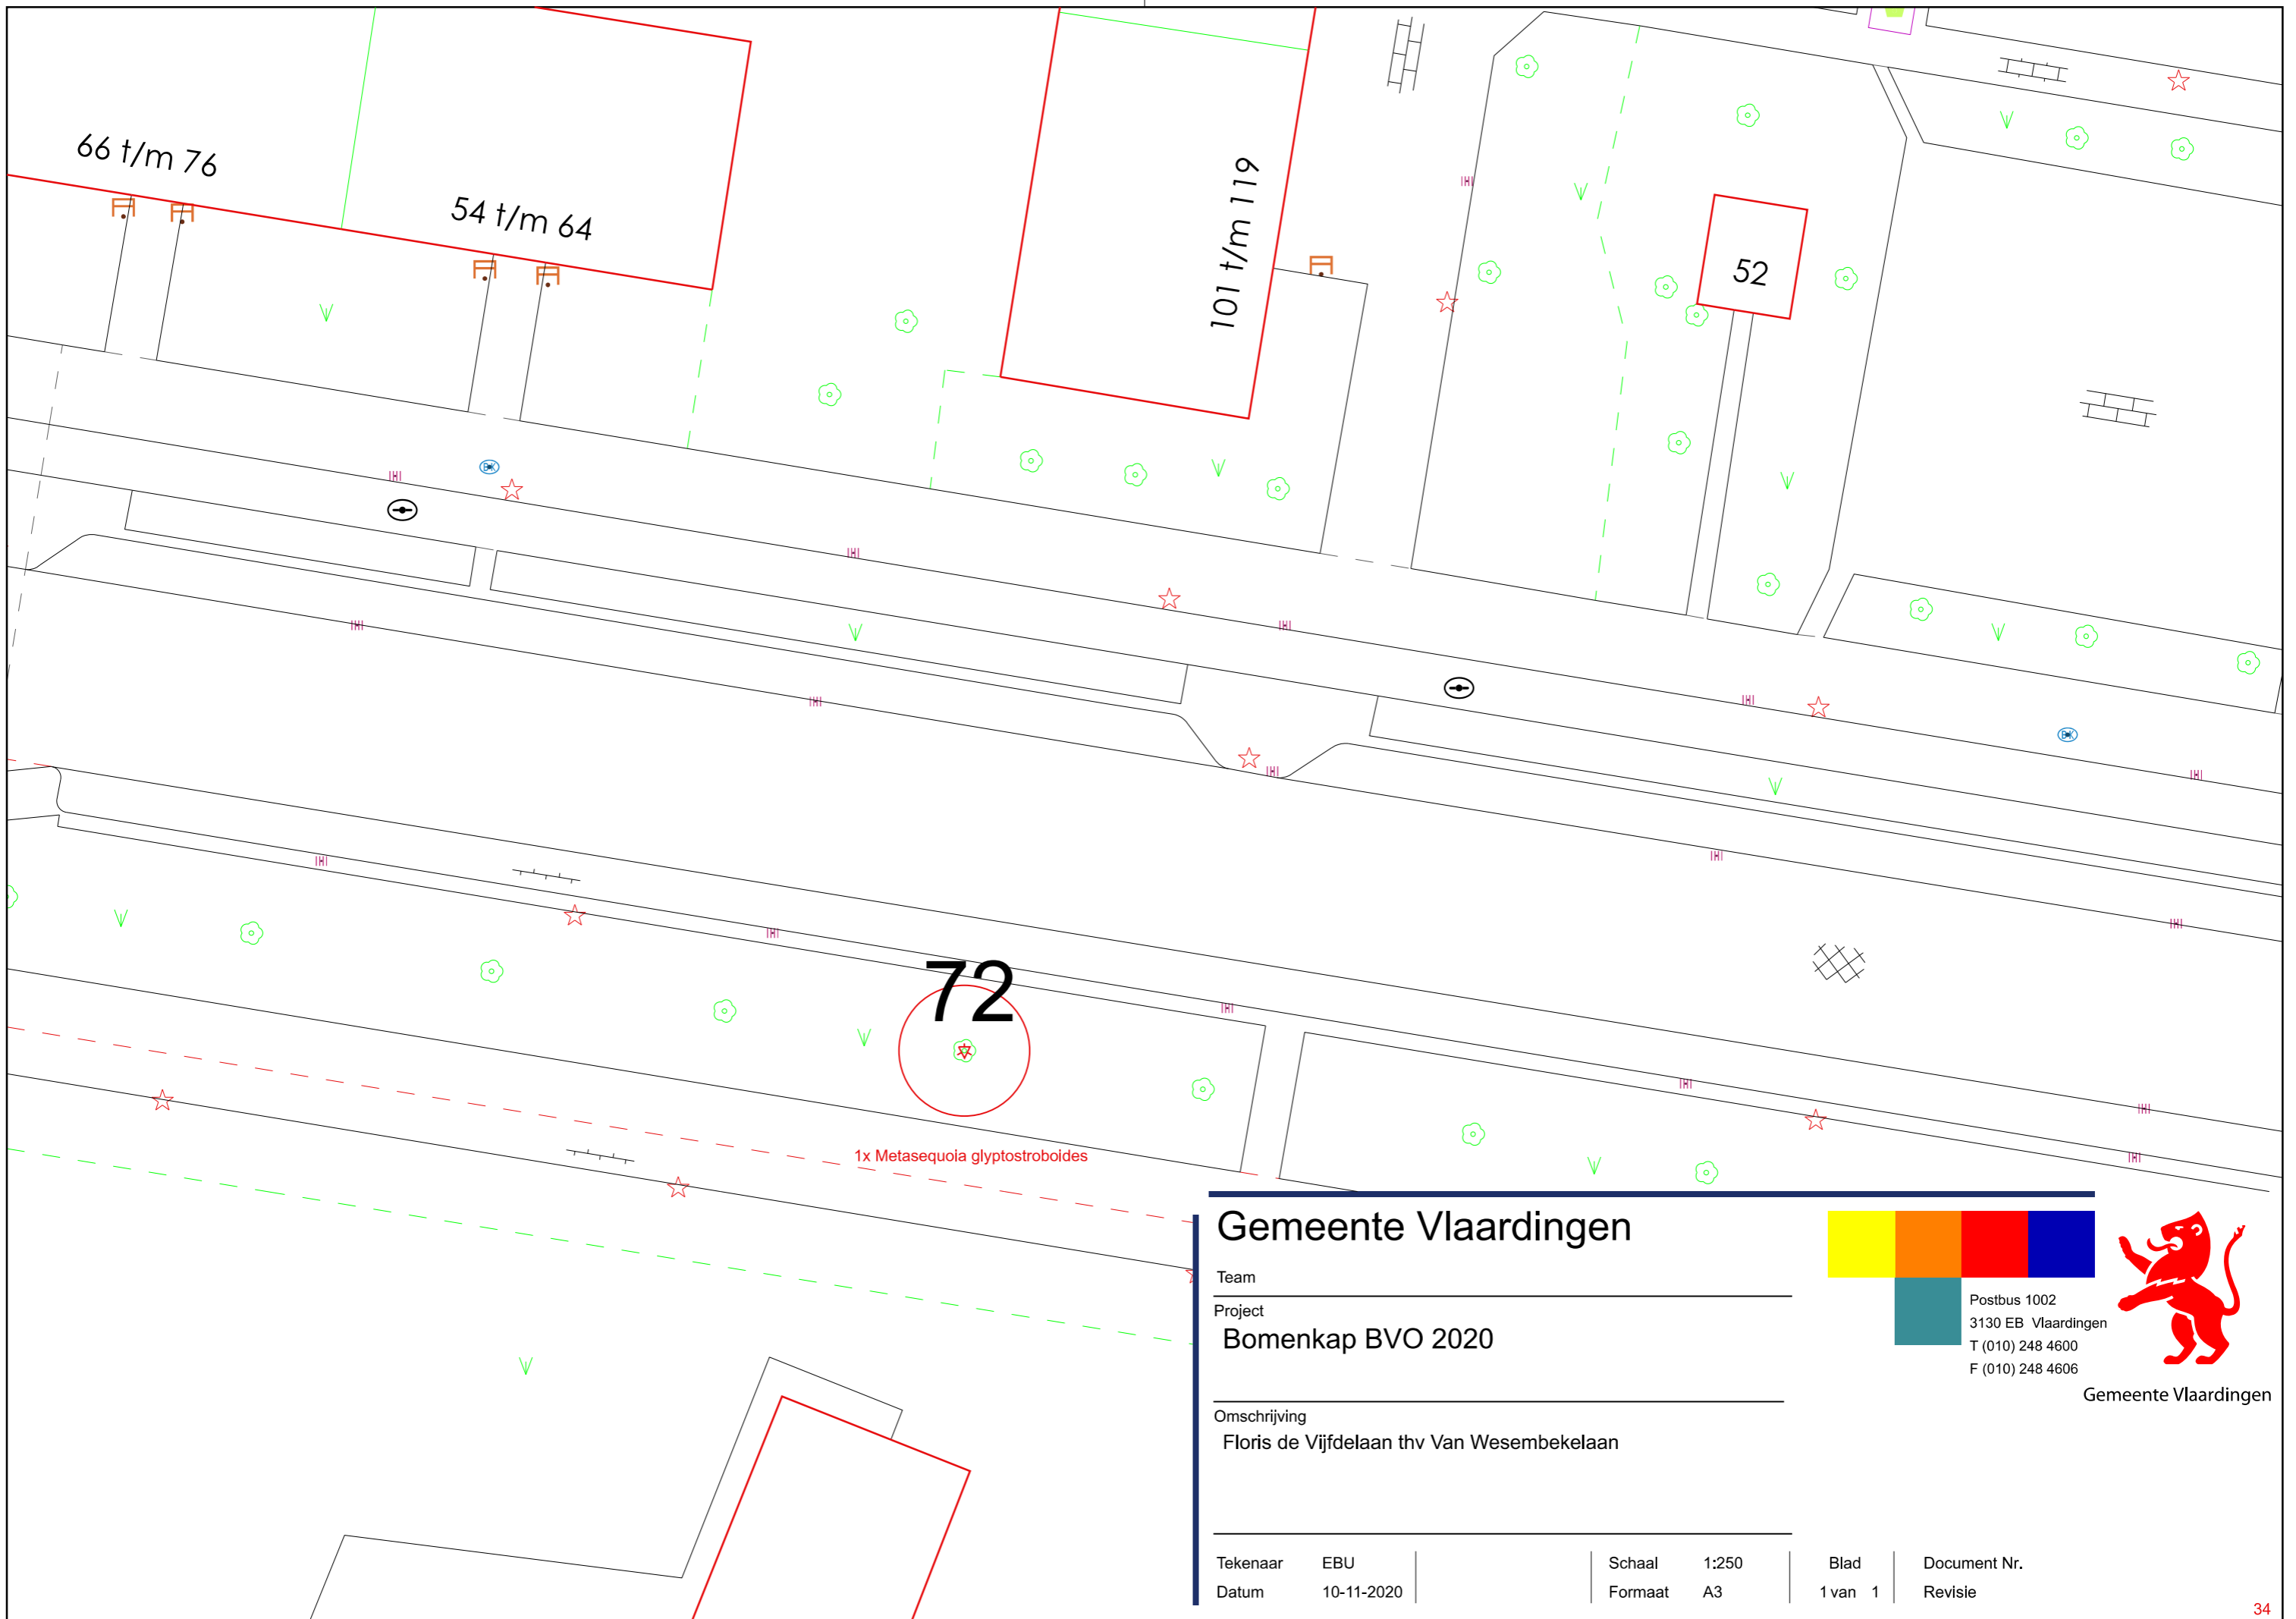 66 t/m 76
54 t/m 64
101 t/m 119
52
BK
BK
72
1x Metasequoia glyptostroboides
Gemeente Vlaardingen
Team
Project
Bomenkap BVO 2020
Omschrijving
Floris de Vijfdelaan thv Van Wesembekelaan
Postbus 1002
3130 EB Vlaardingen
T (010) 248 4600
F (010) 248 4606
Gemeente Vlaardingen
Tekenaar EBU Schaal 1:250 Blad Document Nr.
Datum 10-11-2020 Formaat A3 1 van 1 Revisie
34